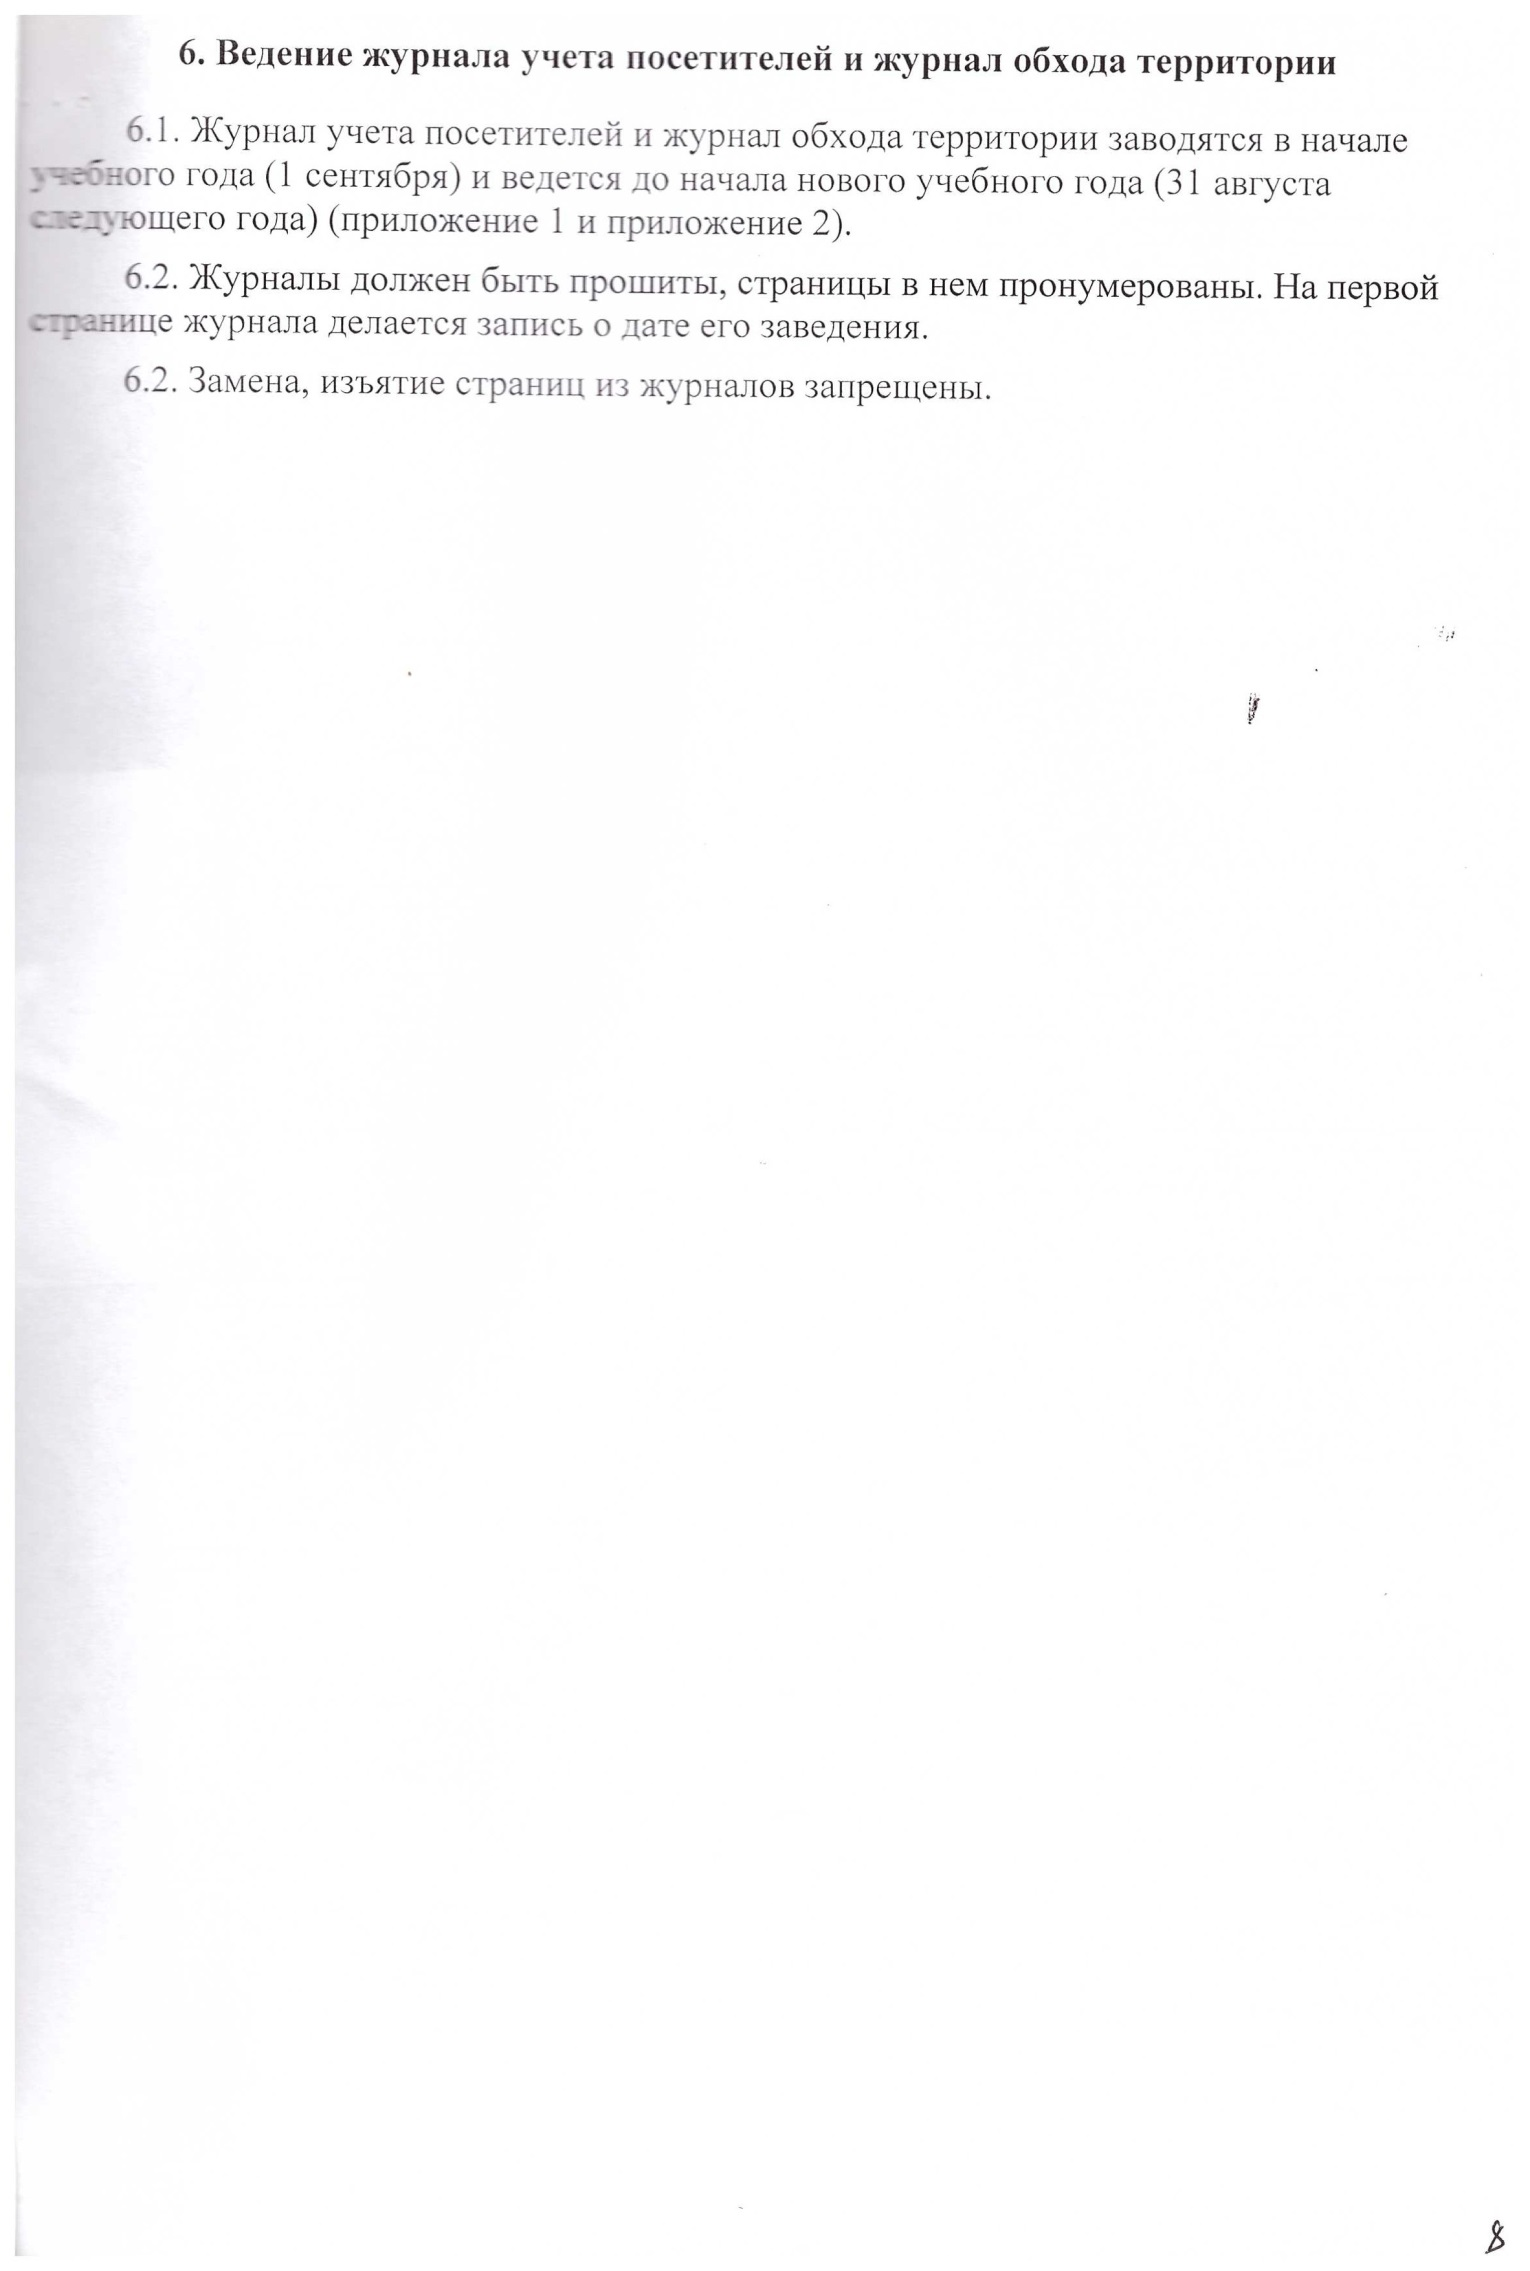 6. Ведение журнала учета посетителей и журнал обхода территории
6.1. Журнал учета посетителей и журнал обхода территории заводятся в начале
учебного года (1 сентября) и ведется до начала нового учебного года (31 августа
следующего года) (приложение 1 и приложение 2).
6.2. Журналы должен быть прошиты, страницы в нем пронумерованы. На первой
странице журнала делается запись о дате его заведения.
6.2. Замена, изъятие страниц из журналов запрещены.
8